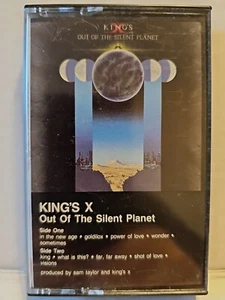 KING'S X
OUT OF THE SILENT PLANET
KING'S X
Out Of The Silent Planet
Side One
in the new age • goldilox • power of love • wonder •
sometimes
Side Two
king • what is this? • far, far away • shot of love •
visions
produced by sam taylor and king's x